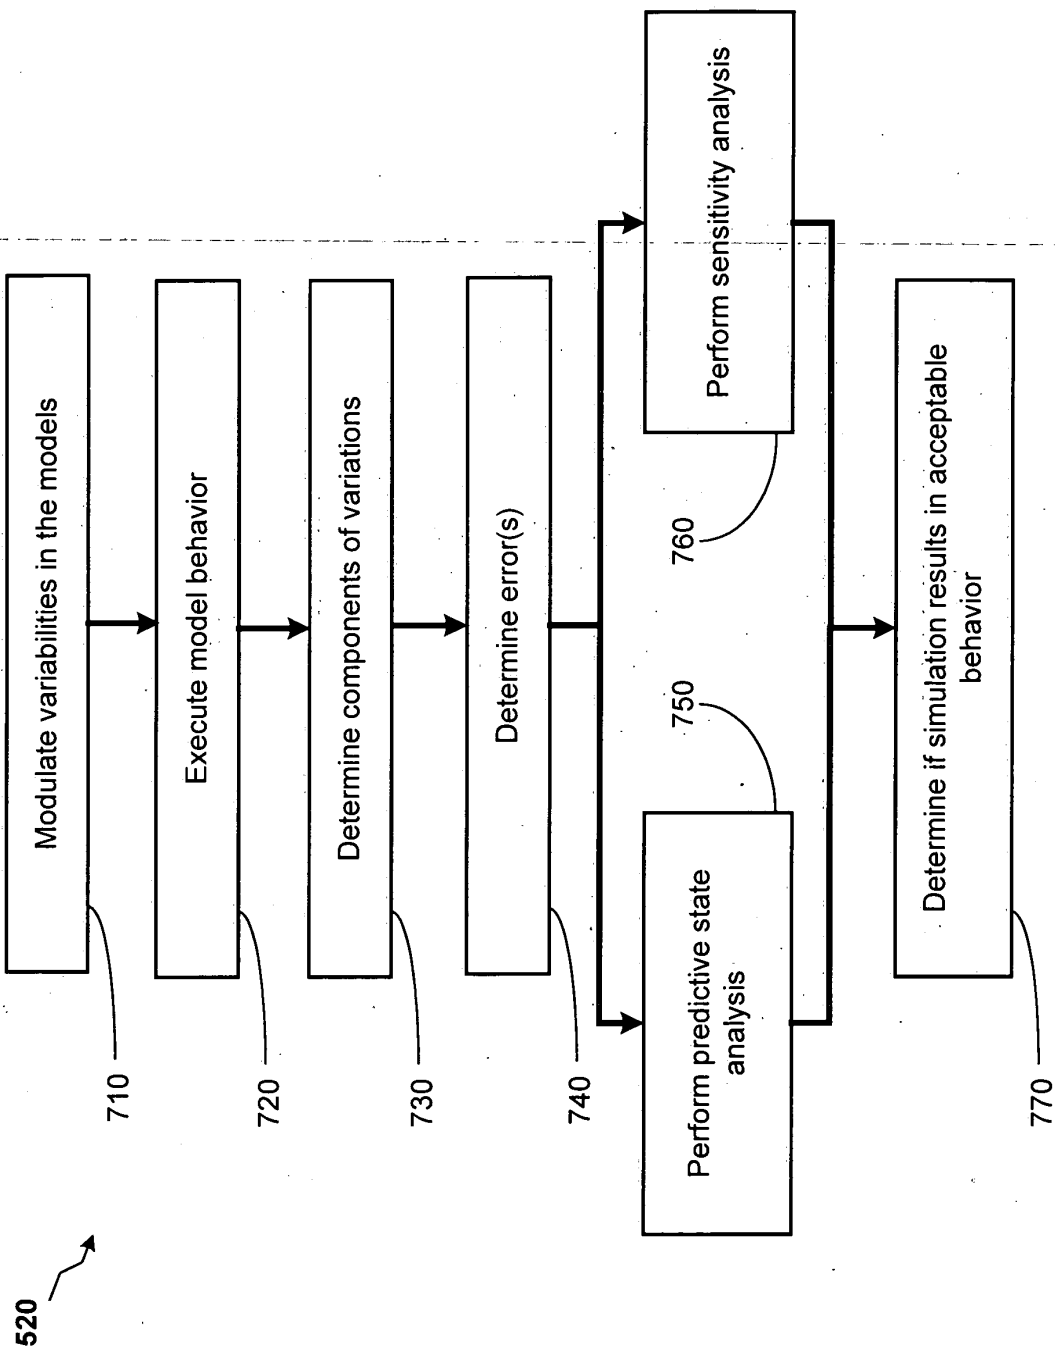 520
Modulate variabilities in the models
710
Execute model behavior
720
Determine components of variations
730
Determine error(s)
740
Perform predictive state
analysis
750
Perform sensitivity analysis
760
Determine if simulation results in acceptable
behavior
770